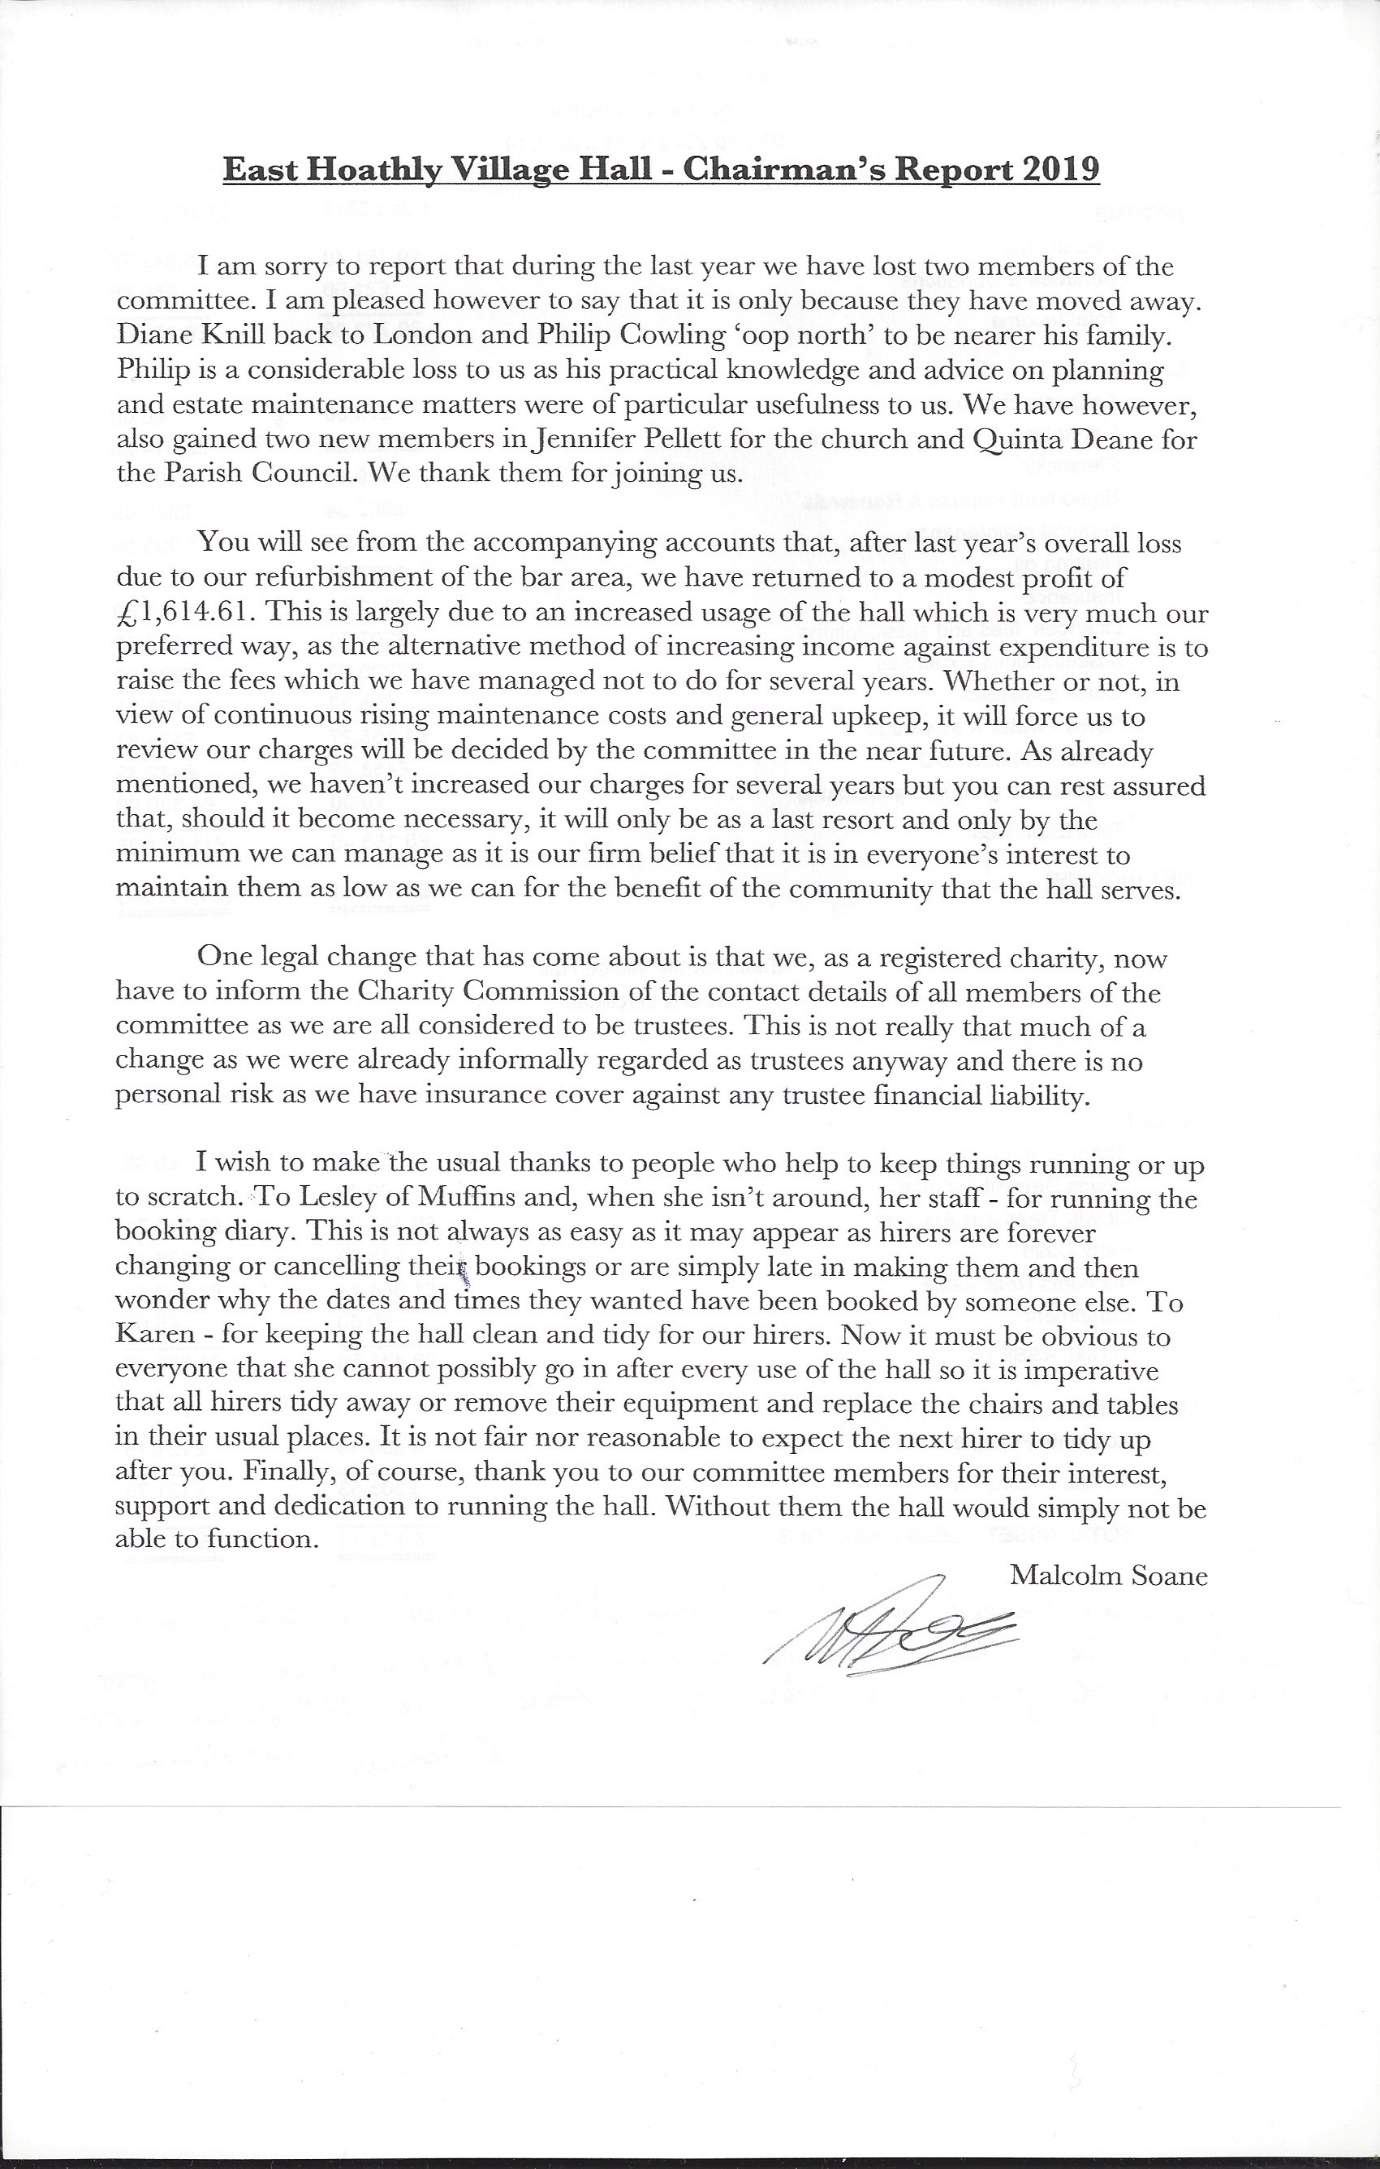 East Hoathly Village Hall - Chairman's Report 2019
I am sorry to report that during the last year we have lost two members of the
committee. I am pleased however to say that it is only because they have moved away.
Diane Knill back to London and Philip Cowling ‘oop north’ to be nearer his family.
Philip is a considerable loss to us as his practical knowledge and advice on planning
and estate maintenance matters were of particular usefulness to us. We have however,
also gained two new members in Jennifer Pellett for the church and Quinta Deane for
the Parish Council. We thank them for joining us.
You will see from the accompanying accounts that, after last year’s overall loss
due to our refurbishment of the bar area, we have returned to a modest profit of
£1,614.61. This is largely due to an increased usage of the hall which is very much our
preferred way, as the alternative method of increasing income against expenditure is to
raise the fees which we have managed not to do for several years. Whether or not, in
view of continuous rising maintenance costs and general upkeep, it will force us to
review our charges will be decided by the committee in the near future. As already
mentioned, we haven’t increased our charges for several years but you can rest assured
that, should it become necessary, it will only be as a last resort and only by the
minimum we can manage as it is our firm belief that it is in everyone’s interest to
maintain them as low as we can for the benefit of the community that the hall serves.
One legal change that has come about is that we, as a registered charity, now
have to inform the Charity Commission of the contact details of all members of the
committee as we are all considered to be trustees. This is not really that much of a
change as we were already informally regarded as trustees anyway and there is no
personal risk as we have insurance cover against any trustee financial liability.
I wish to make the usual thanks to people who help to keep things running or up
to scratch. To Lesley of Muffins and, when she isn’t around, her staff - for running the
booking diary. This is not always as easy as it may appear as hirers are forever
changing or cancelling their bookings or are simply late in making them and then
wonder why the dates and times they wanted have been booked by someone else. To
Karen - for keeping the hall clean and tidy for our hirers. Now it must be obvious to
everyone that she cannot possibly go in after every use of the hall so it is imperative
that all hirers tidy away or remove their equipment and replace the chairs and tables
in their usual places. It is not fair nor reasonable to expect the next hirer to tidy up
after you. Finally, of course, thank you to our committee members for their interest,
support and dedication to running the hall. Without them the hall would simply not be
able to function.
Malcolm Soane